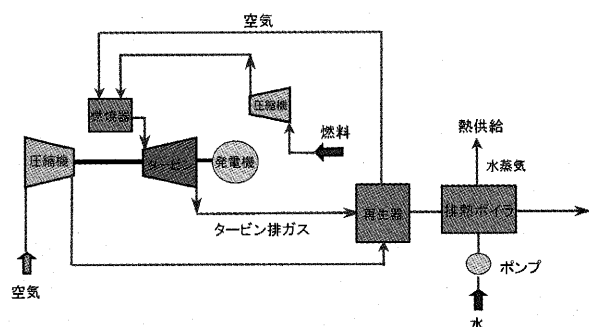 空気
圧縮機
燃焼器
燃料
熱供給
圧縮機
タービン
発電機
水蒸気
再生器
排熱ボイラ
タービン排ガス
ポンプ
空気
水